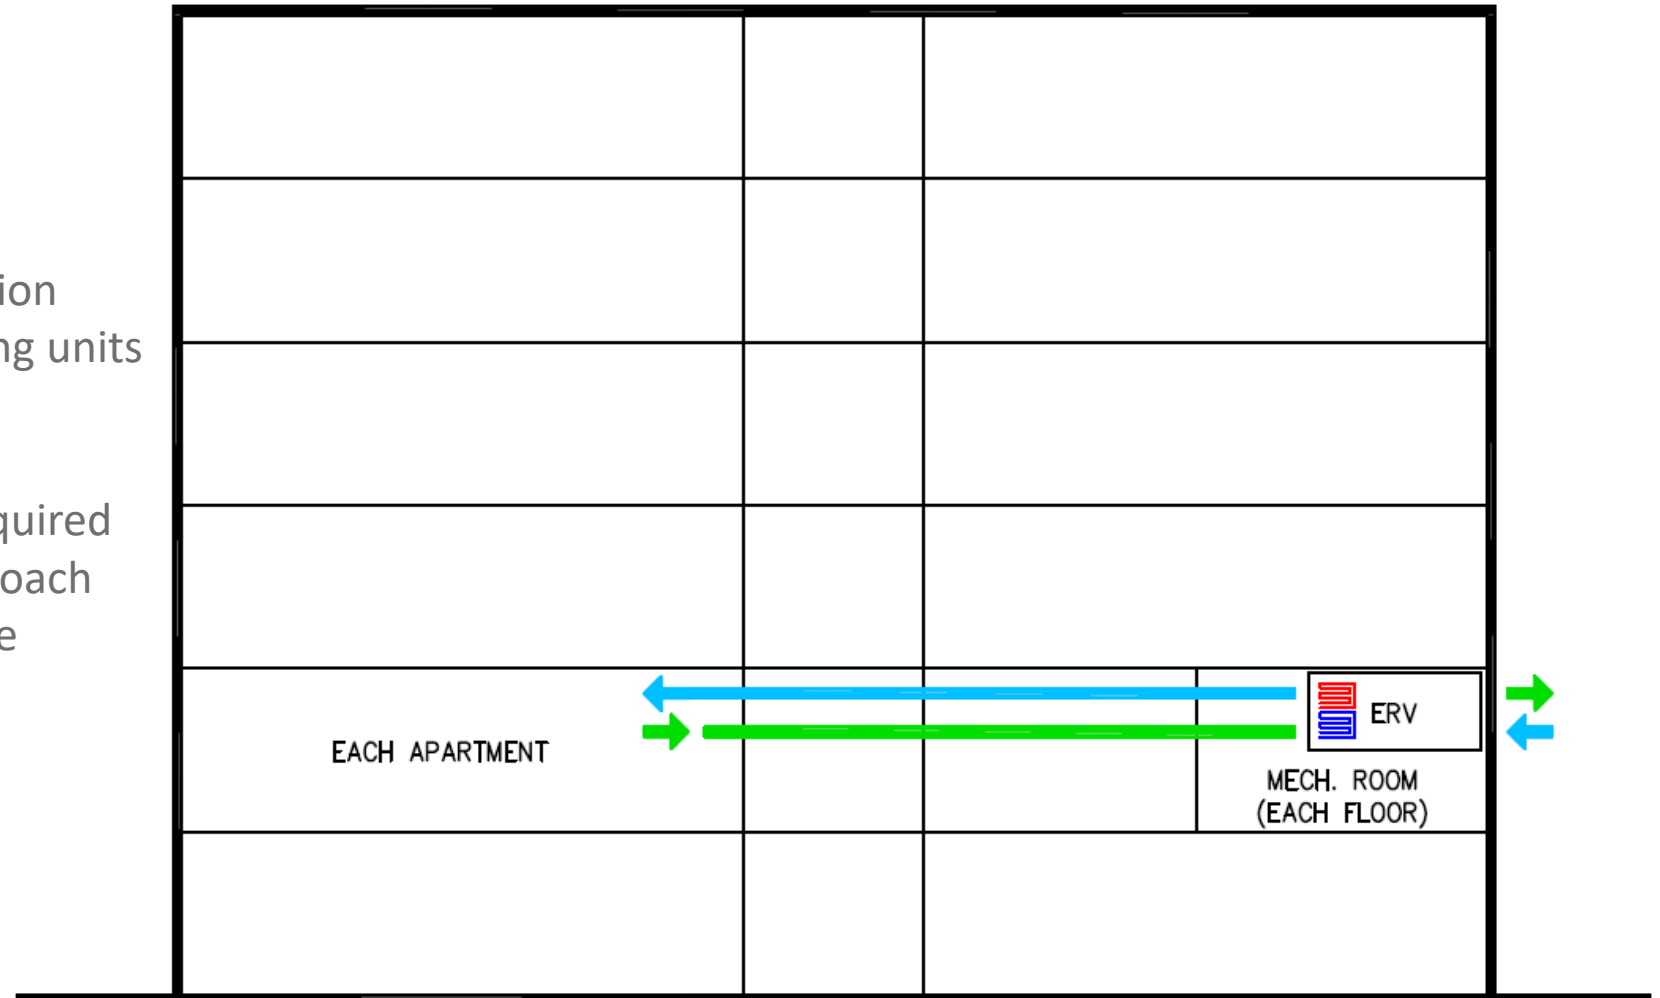 ion
ng units
quired
oach
e
ERV
EACH APARTMENT
MECH. ROOM
(EACH FLOOR)